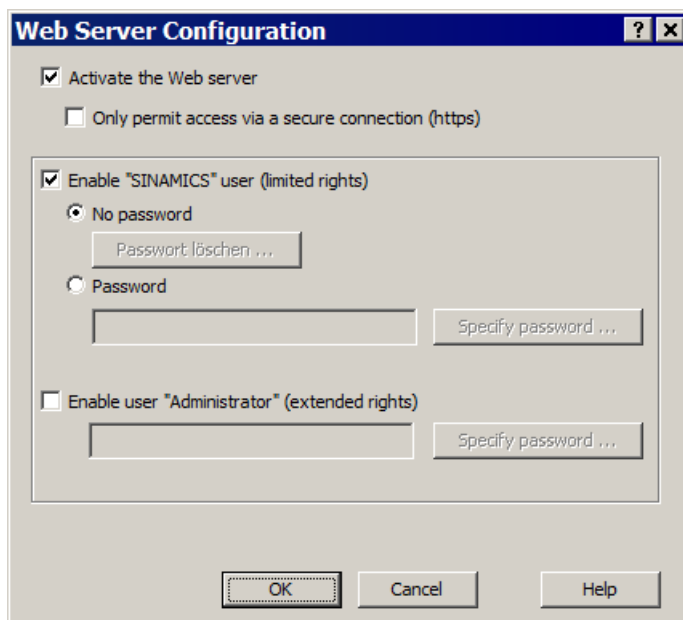 Web Server Configuration
Activate the Web server
Only permit access via a secure connection (https)
Enable "SINAMICS" user (limited rights)
No password
Passwort löschen ...
Password
Specify password ...
Enable user "Administrator" (extended rights)
Specify password ...
OK Cancel Help